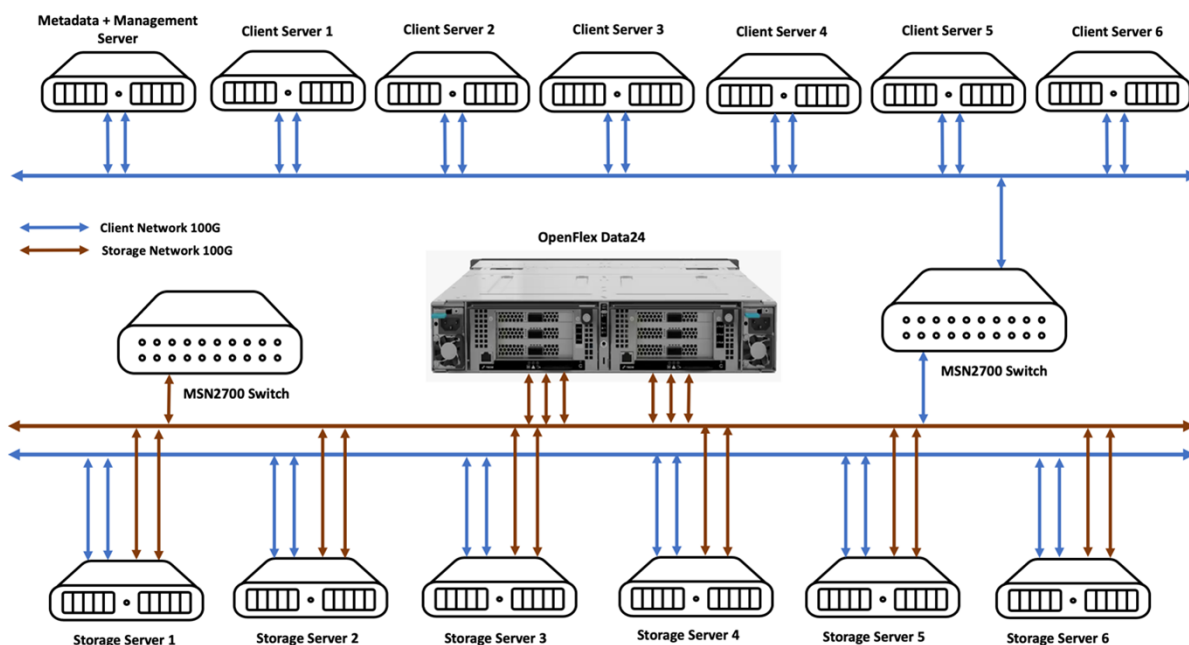 Metadata + Management
Server
Client Server 1
Client Server 2
Client Server 3
Client Server 4
Client Server 5
Client Server 6
Client Network 100G
Storage Network 100G
OpenFlex Data24
MSN2700 Switch
MSN2700 Switch
Storage Server 1
Storage Server 2
Storage Server 3
Storage Server 4
Storage Server 5
Storage Server 6